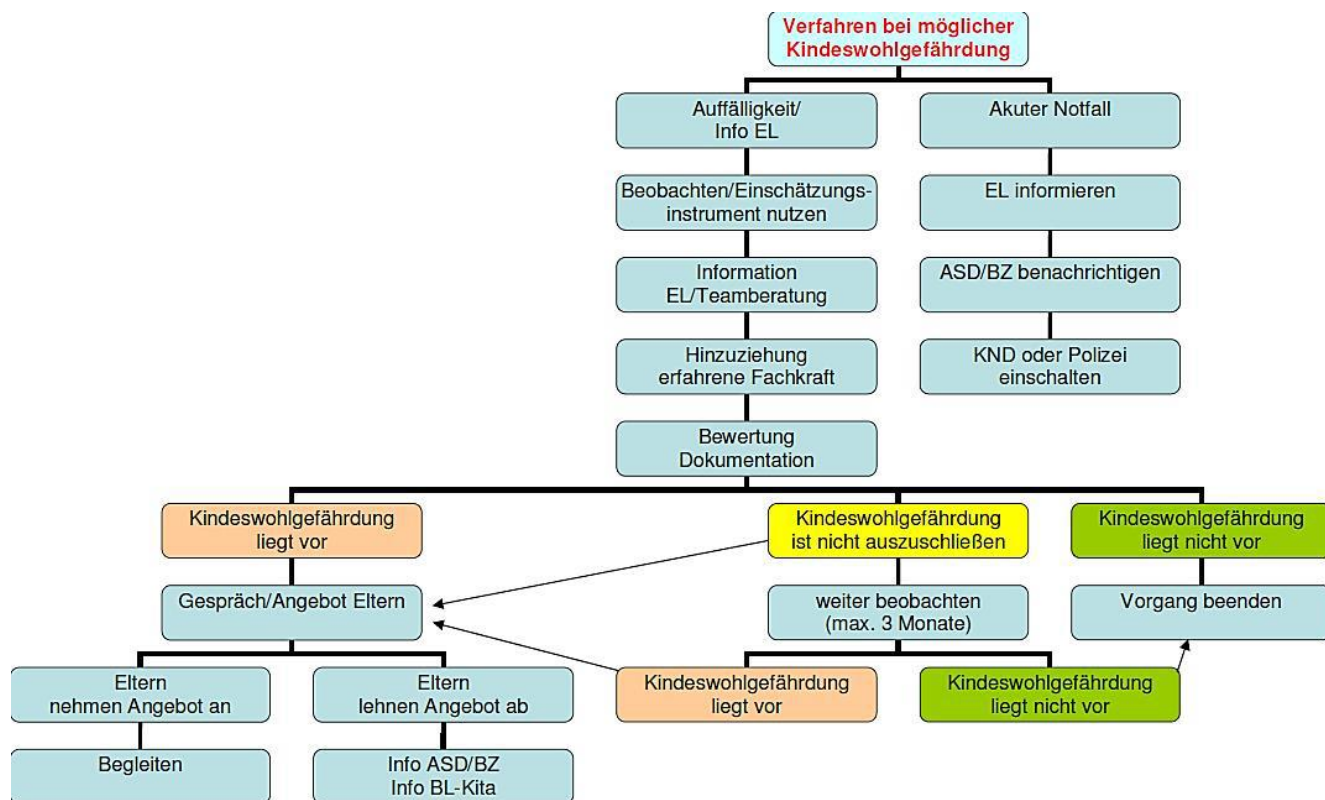 Verfahren bei möglicher
Kindeswohlgefährdung
Auffälligkeit/
Info EL
Akuter Notfall
Beobachten/Einschätzungs-
instrument nutzen
EL informieren
Information
EL/Teamberatung
ASD/BZ benachrichtigen
Hinzuziehung
erfahrene Fachkraft
KND oder Polizei
einschalten
Bewertung
Dokumentation
Kindeswohlgefährdung
liegt vor
Kindeswohlgefährdung
ist nicht auszuschließen
Kindeswohlgefährdung
liegt nicht vor
Gespräch/Angebot Eltern
weiter beobachten
(max. 3 Monate)
Vorgang beenden
Eltern
nehmen Angebot an
Eltern
lehnen Angebot ab
Kindeswohlgefährdung
liegt vor
Kindeswohlgefährdung
liegt nicht vor
Begleiten
Info ASD/BZ
Info BL-Kita